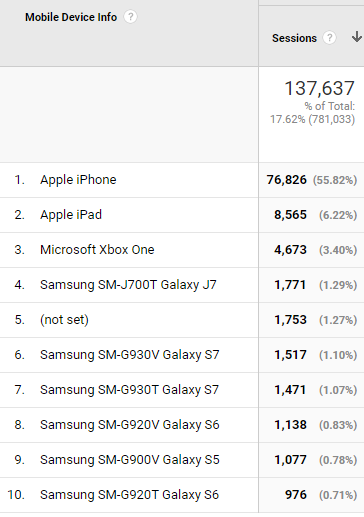 Mobile Device Info ?
Sessions ? ↓
137,637
% of Total:
17.62% (781,033)
1. Apple iPhone 76,826 (55.82%)
2. Apple iPad 8,565 (6.22%)
3. Microsoft Xbox One 4,673 (3.40%)
4. Samsung SM-J700T Galaxy J7 1,771 (1.29%)
5. (not set) 1,753 (1.27%)
6. Samsung SM-G930V Galaxy S7 1,517 (1.10%)
7. Samsung SM-G930T Galaxy S7 1,471 (1.07%)
8. Samsung SM-G920V Galaxy S6 1,138 (0.83%)
9. Samsung SM-G900V Galaxy S5 1,077 (0.78%)
10. Samsung SM-G920T Galaxy S6 976 (0.71%)